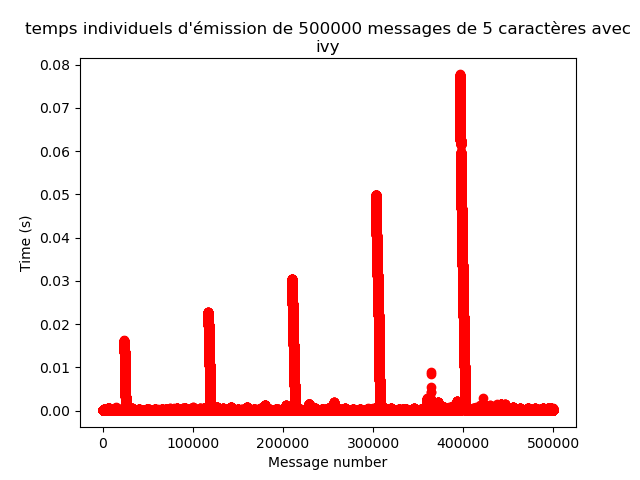 temps individuels d'émission de 500000 messages de 5 caractères avec
ivy
0.08
0.07
0.06
0.05
0.04
0.03
0.02
0.01
0.00
Time (s)
0 100000 200000 300000 400000 500000
Message number